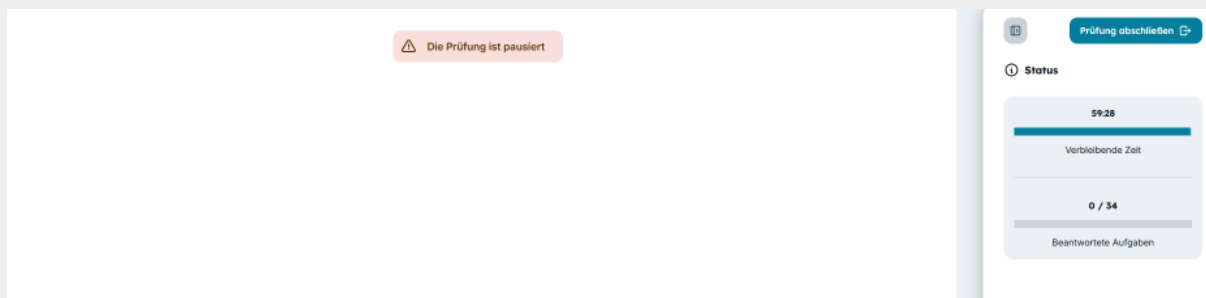 Die Prüfung ist pausiert
Prüfung abschließen
Status
59:28
Verbleibende Zeit
0 / 34
Beantwortete Aufgaben